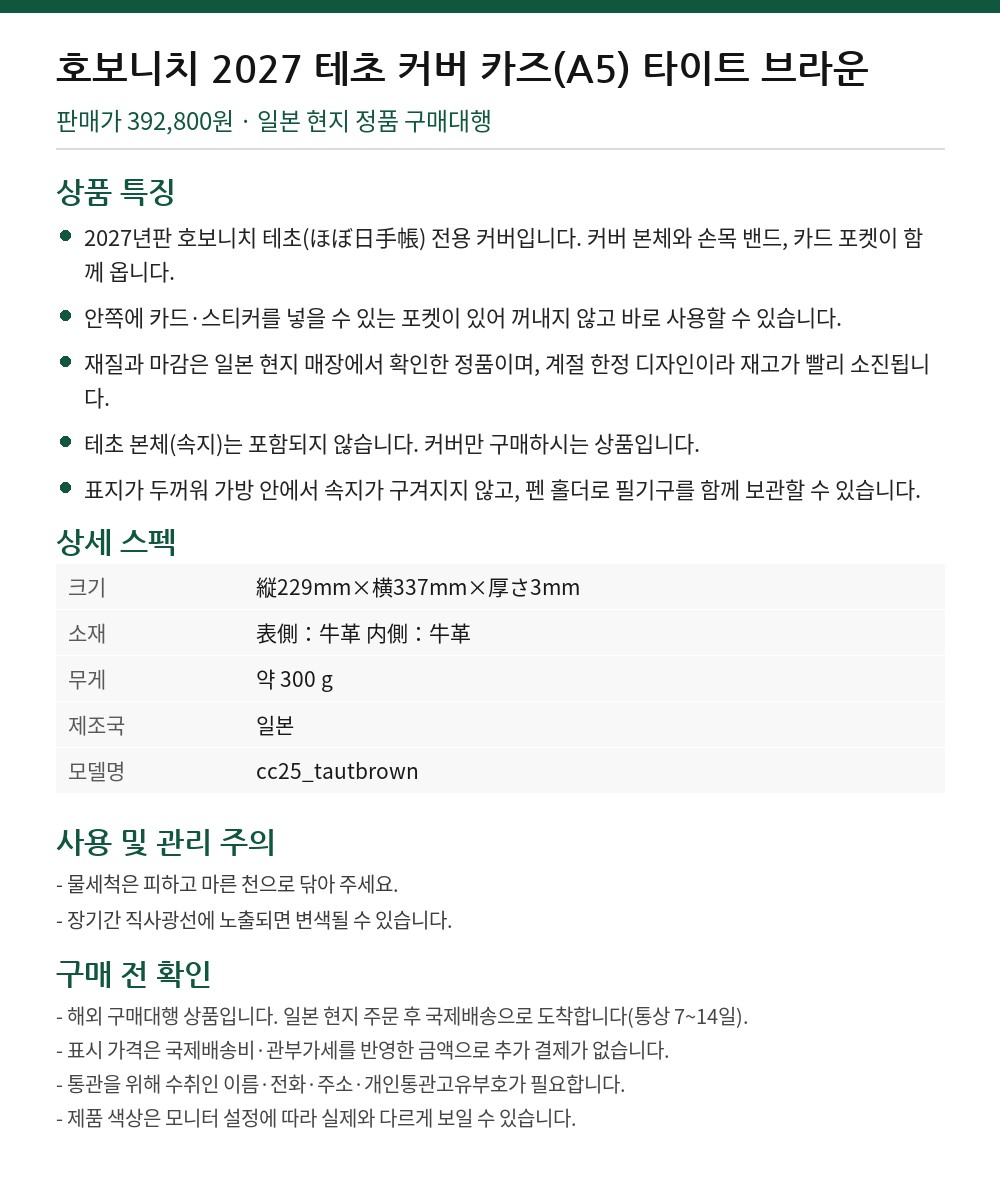 호보니치 2027 테초 커버 카즈(A5) 타이트 브라운
판매가 392,800원 · 일본 현지 정품 구매대행
상품 특징
● 2027년판 호보니치 테초(ほぼ日手帳) 전용 커버입니다. 커버 본체와 손목 밴드, 카드 포켓이 함
께 옵니다.
● 안쪽에 카드·스티커를 넣을 수 있는 포켓이 있어 꺼내지 않고 바로 사용할 수 있습니다.
● 재질과 마감은 일본 현지 매장에서 확인한 정품이며, 계절 한정 디자인이라 재고가 빨리 소진됩니
다.
● 테초 본체(속지)는 포함되지 않습니다. 커버만 구매하시는 상품입니다.
● 표지가 두꺼워 가방 안에서 속지가 구겨지지 않고, 펜 홀더로 필기구를 함께 보관할 수 있습니다.
상세 스펙
크기 縦229mm×横337mm×厚さ3mm
소재 表側：牛革 内側：牛革
무게 약 300 g
제조국 일본
모델명 cc25_tautbrown
사용 및 관리 주의
- 물세척은 피하고 마른 천으로 닦아 주세요.
- 장기간 직사광선에 노출되면 변색될 수 있습니다.
구매 전 확인
- 해외 구매대행 상품입니다. 일본 현지 주문 후 국제배송으로 도착합니다(통상 7~14일).
- 표시 가격은 국제배송비·관부가세를 반영한 금액으로 추가 결제가 없습니다.
- 통관을 위해 수취인 이름·전화·주소·개인통관고유부호가 필요합니다.
- 제품 색상은 모니터 설정에 따라 실제와 다르게 보일 수 있습니다.